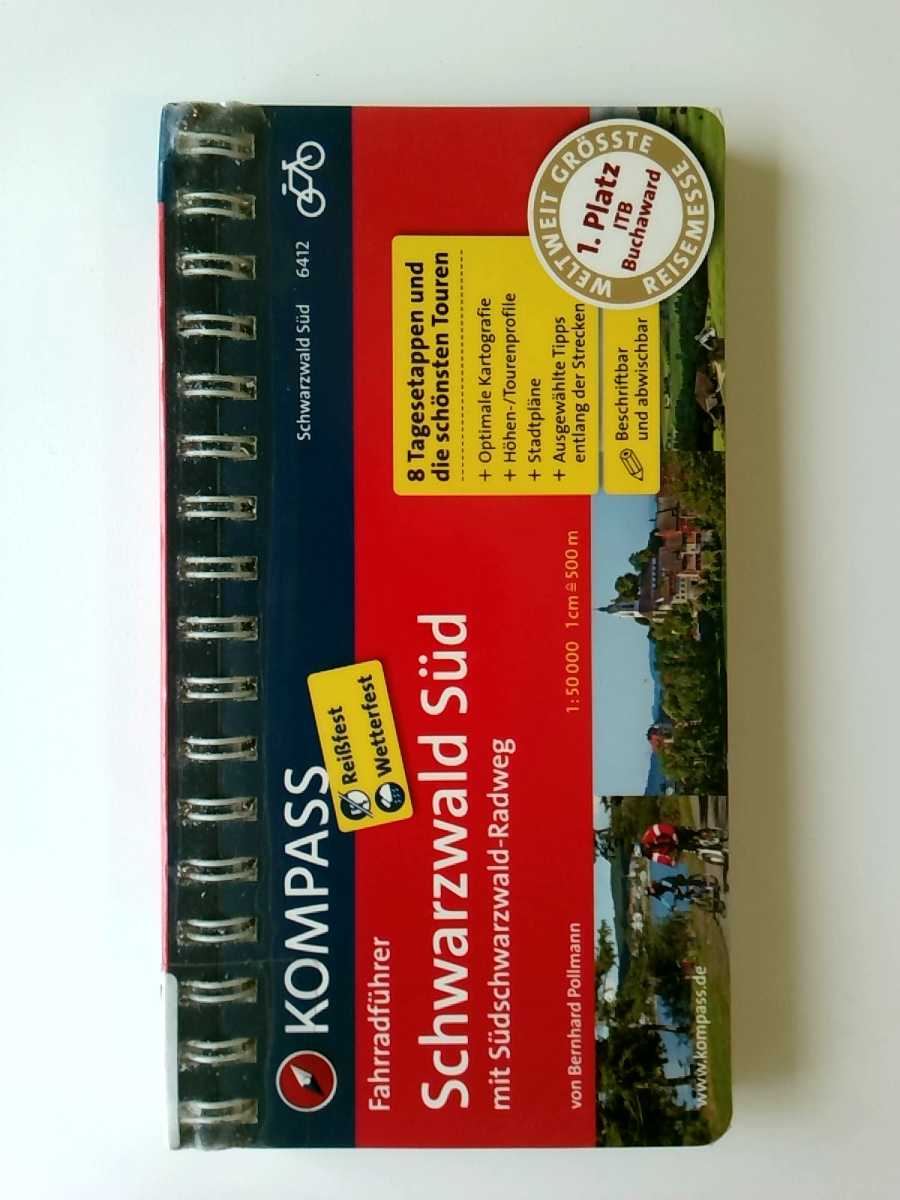 KOMPASS
Schwarzwald Süd 6412
Reißfest
Wetterfest
Fahrradführer
Schwarzwald Süd
mit Südschwarzwald-Radweg
von Bernhard Pollmann
1:50 000 1cm ≙ 500 m
8 Tagesetappen und
die schönsten Touren
+ Optimale Kartografie
+ Höhen-/Tourenprofile
+ Stadtpläne
+ Ausgewählte Tipps
entlang der Strecken
Beschriftbar
und abwischbar
WELTWEIT GRÖSSTE
REISEMESSE
1. Platz
ITB
Buchaward
www.kompass.de